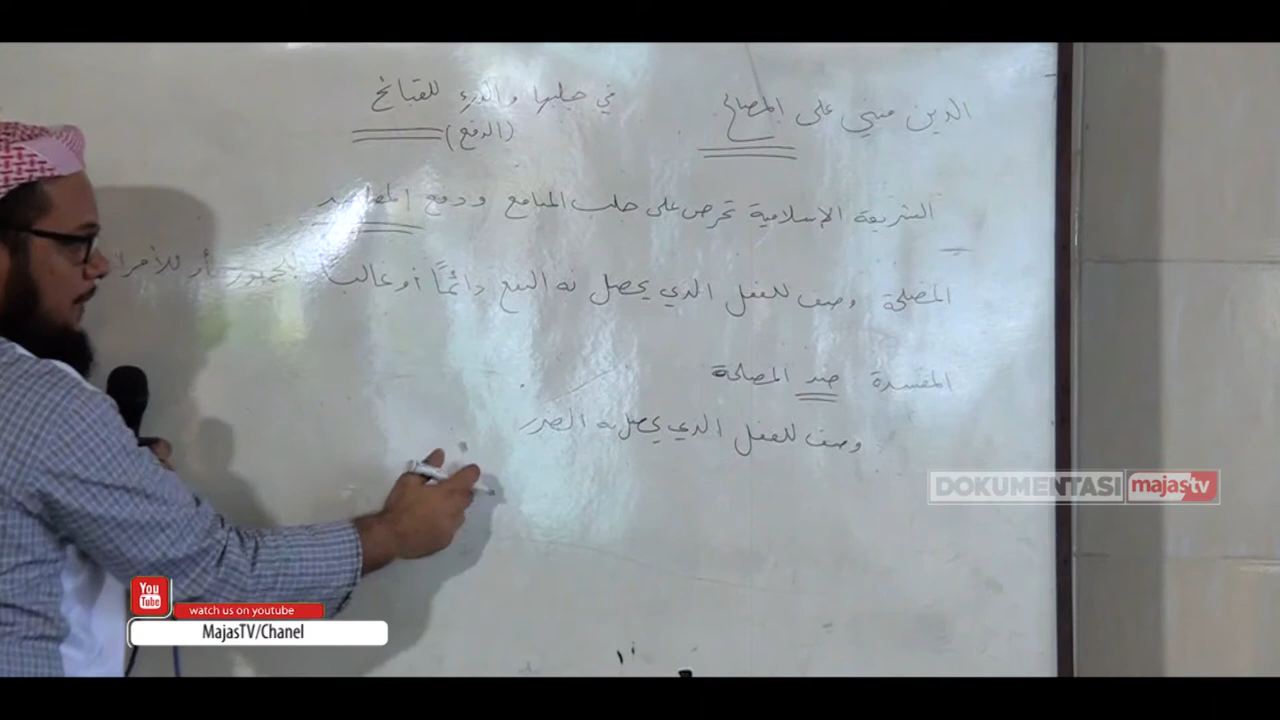 الدين مبني على المصالح في جلبها والدرء للقبائح
(الدفع)
الشريعة الإسلامية تحرص على جلب المنافع ودفع المفاسد
المصلحة وصف للفعل الذي يحصل به النفع دائمًا أو غالبًا للجمهور أو للأفراد
المفسدة ضد المصلحة
وصف للفعل الذي يحصل به الضرر
DOKUMENTASI majastv
You Tube
watch us on youtube
MajasTV/Chanel